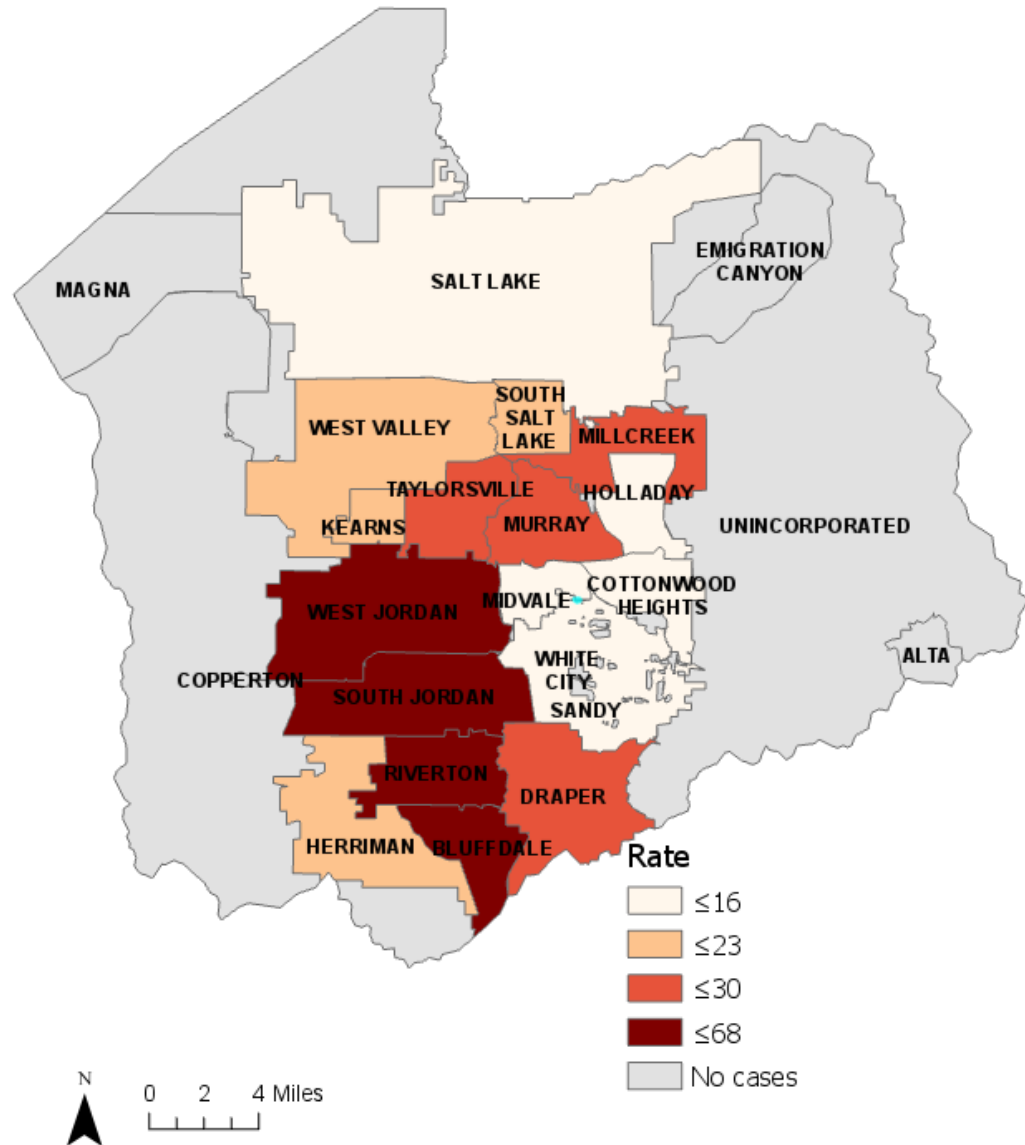 EMIGRATION
CANYON
MAGNA
SALT LAKE
SOUTH
SALT
LAKE
WEST VALLEY
MILLCREEK
TAYLORSVILLE
HOLLADAY
KEARNS
MURRAY
UNINCORPORATED
COTTONWOOD
HEIGHTS
MIDVALE
WEST JORDAN
WHITE
CITY
ALTA
COPPERTON
SOUTH JORDAN
SANDY
RIVERTON
DRAPER
HERRIMAN
BLUFFDALE
Rate
≤16
≤23
≤30
≤68
No cases
N
0 2 4 Miles